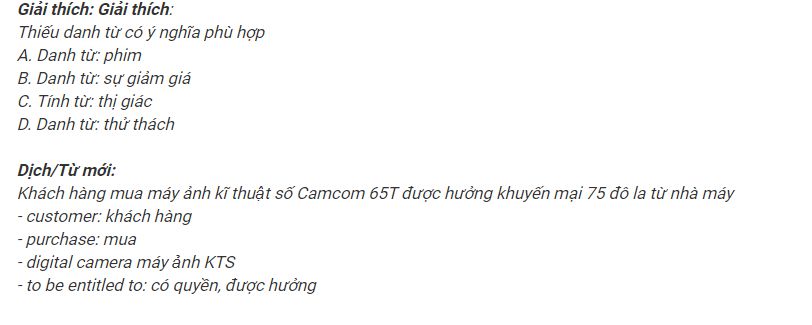 Giải thích: Giải thích:
Thiếu danh từ có ý nghĩa phù hợp
A. Danh từ: phim
B. Danh từ: sự giảm giá
C. Tính từ: thị giác
D. Danh từ: thử thách
Dịch/Từ mới:
Khách hàng mua máy ảnh kĩ thuật số Camcom 65T được hưởng khuyến mại 75 đô la từ nhà máy
- customer: khách hàng
- purchase: mua
- digital camera máy ảnh KTS
- to be entitled to: có quyền, được hưởng